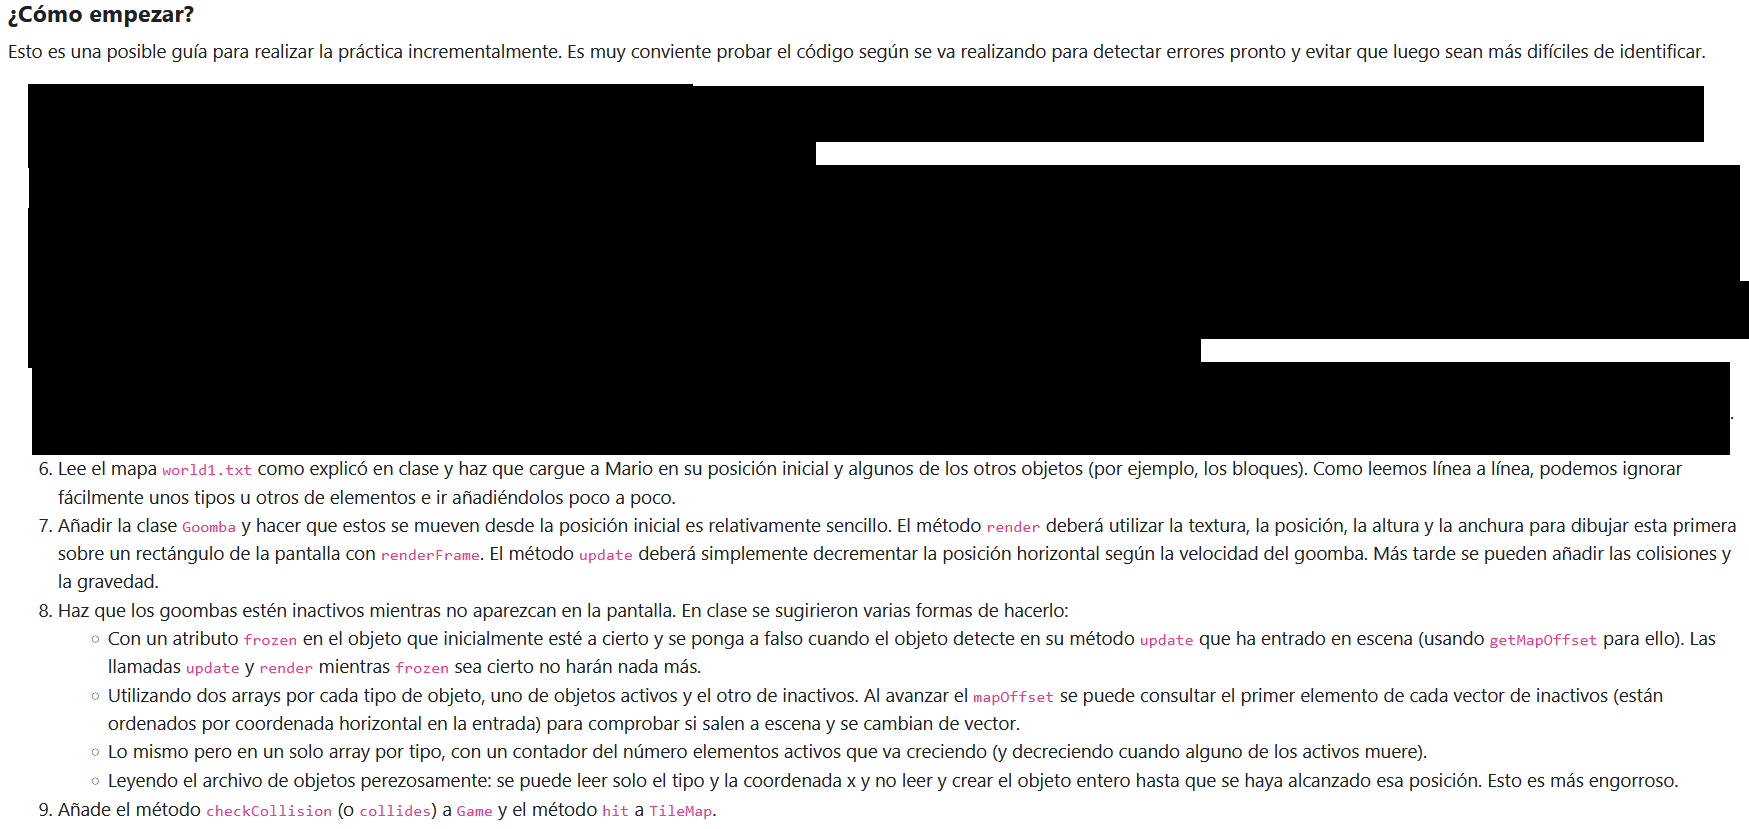 ¿Cómo empezar?
Esto es una posible guía para realizar la práctica incrementalmente. Es muy conviente probar el código según se va realizando para detectar errores pronto y evitar que luego sean más difíciles de identificar.
.
6. Lee el mapa world1.txt como explicó en clase y haz que cargue a Mario en su posición inicial y algunos de los otros objetos (por ejemplo, los bloques). Como leemos línea a línea, podemos ignorar
fácilmente unos tipos u otros de elementos e ir añadiéndolos poco a poco.
7. Añadir la clase Goomba y hacer que estos se mueven desde la posición inicial es relativamente sencillo. El método render deberá utilizar la textura, la posición, la altura y la anchura para dibujar esta primera
sobre un rectángulo de la pantalla con renderFrame. El método update deberá simplemente decrementar la posición horizontal según la velocidad del goomba. Más tarde se pueden añadir las colisiones y
la gravedad.
8. Haz que los goombas estén inactivos mientras no aparezcan en la pantalla. En clase se sugirieron varias formas de hacerlo:
◦ Con un atributo frozen en el objeto que inicialmente esté a cierto y se ponga a falso cuando el objeto detecte en su método update que ha entrado en escena (usando getMapOffset para ello). Las
llamadas update y render mientras frozen sea cierto no harán nada más.
◦ Utilizando dos arrays por cada tipo de objeto, uno de objetos activos y el otro de inactivos. Al avanzar el mapOffset se puede consultar el primer elemento de cada vector de inactivos (están
ordenados por coordenada horizontal en la entrada) para comprobar si salen a escena y se cambian de vector.
◦ Lo mismo pero en un solo array por tipo, con un contador del número elementos activos que va creciendo (y decreciendo cuando alguno de los activos muere).
◦ Leyendo el archivo de objetos perezosamente: se puede leer solo el tipo y la coordenada x y no leer y crear el objeto entero hasta que se haya alcanzado esa posición. Esto es más engorroso.
9. Añade el método checkCollision (o collides) a Game y el método hit a TileMap.